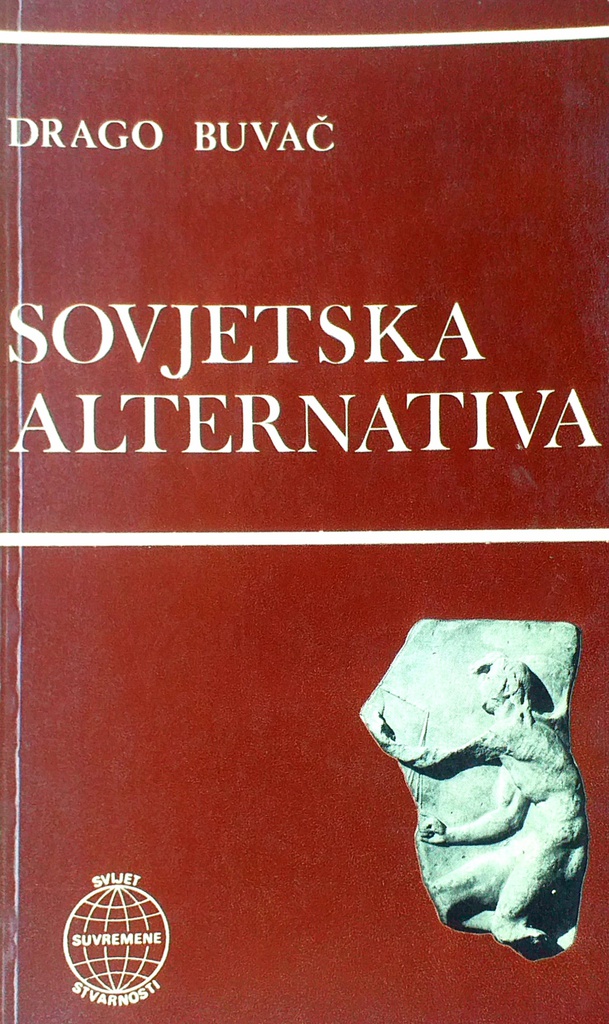 DRAGO BUVAČ
SOVJETSKA
ALTERNATIVA
SVIJET
SUVREMENE
STVARNOSTI